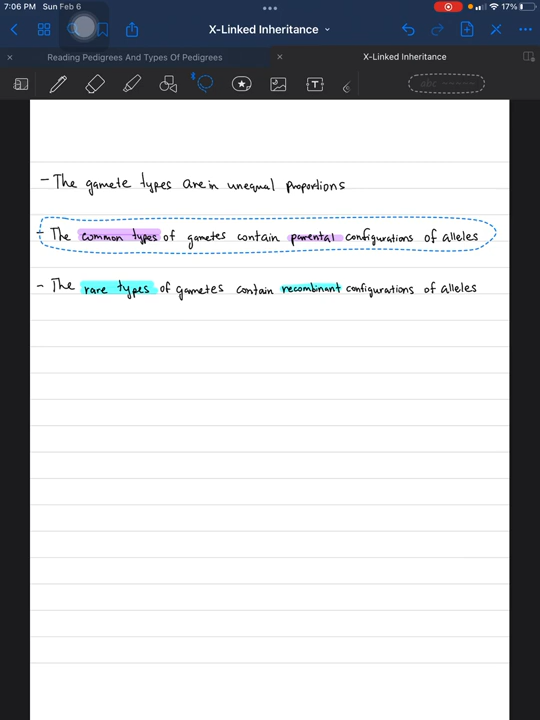 7:06 PM Sun Feb 6
17%
X-Linked Inheritance
Reading Pedigrees And Types Of Pedigrees
X-Linked Inheritance
abc
- The gamete types are in unequal proportions
- The common types of gametes contain parental configurations of alleles
- The rare types of gametes contain recombinant configurations of alleles